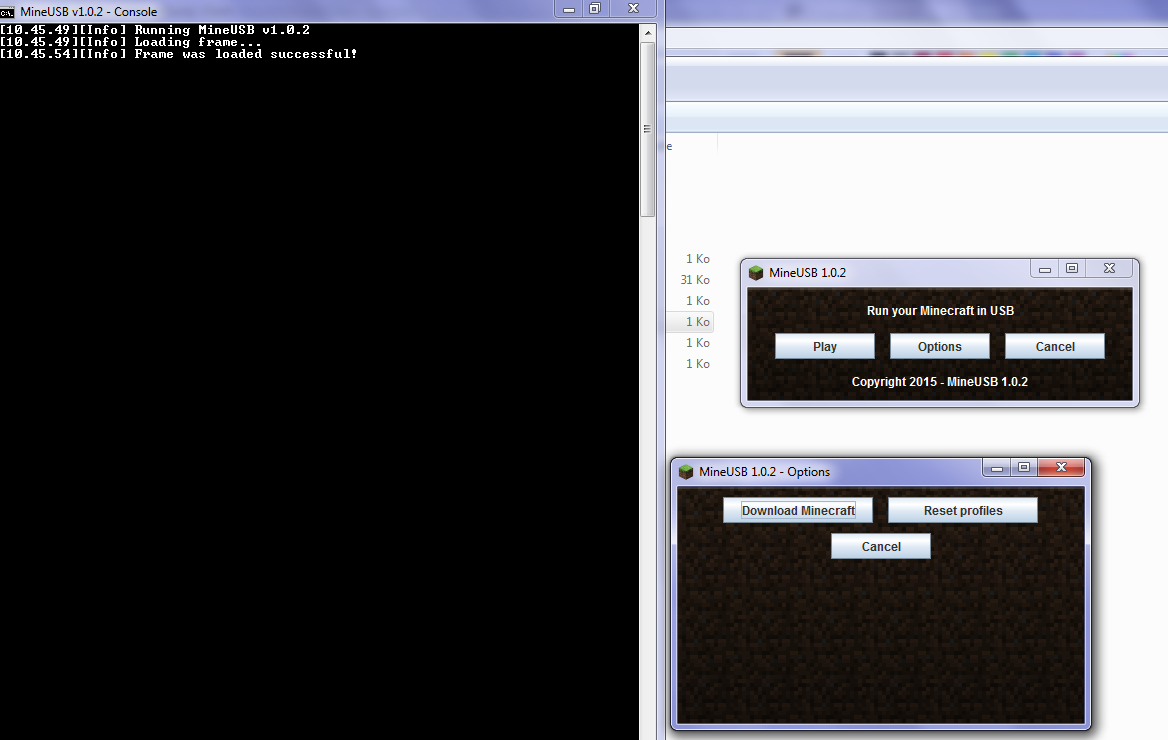 MineUSB v1.0.2 - Console
[10.45.49][Info] Running MineUSB v1.0.2
[10.45.49][Info] Loading frame...
[10.45.54][Info] Frame was loaded successful!
e
1 Ko
31 Ko
1 Ko
1 Ko
1 Ko
1 Ko
MineUSB 1.0.2
Run your Minecraft in USB
Play Options Cancel
Copyright 2015 - MineUSB 1.0.2
MineUSB 1.0.2 - Options
Download Minecraft Reset profiles
Cancel